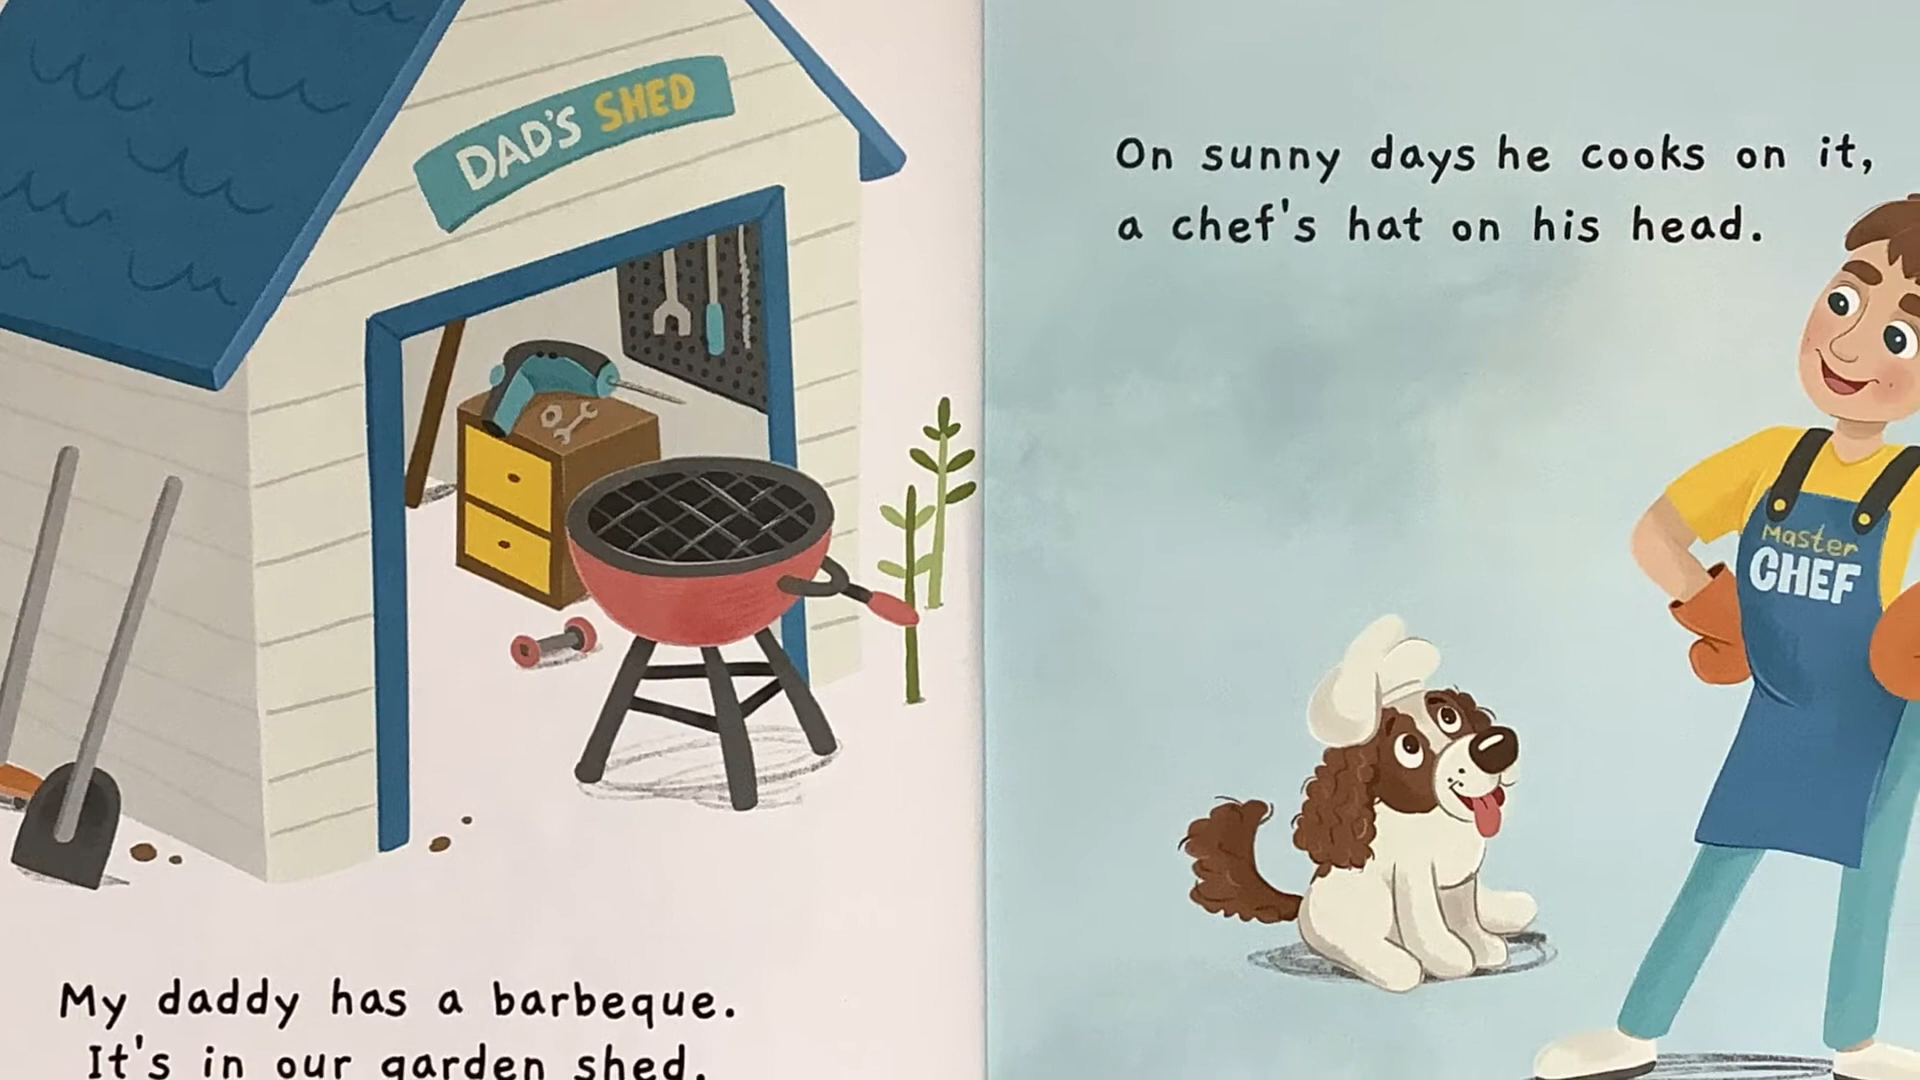 DAD'S SHED
My daddy has a barbeque.
It's in our garden shed.
On sunny days he cooks on it,
a chef's hat on his head.
Master
CHEF